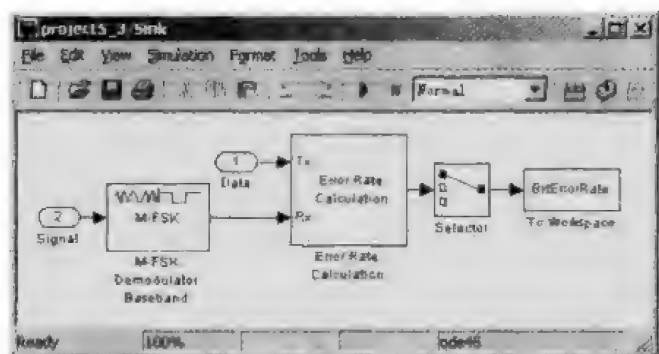 project5_3/Sink
File Edit View Simulation Format Tools Help
Normal
1
Data
Tx
Rx
Error Rate
Calculation
Error Rate
Calculation
2
Signal
M-FSK
M-FSK
Demodulator
Baseband
Selector
BitErrorRate
To Workspace
Ready 100% ode45